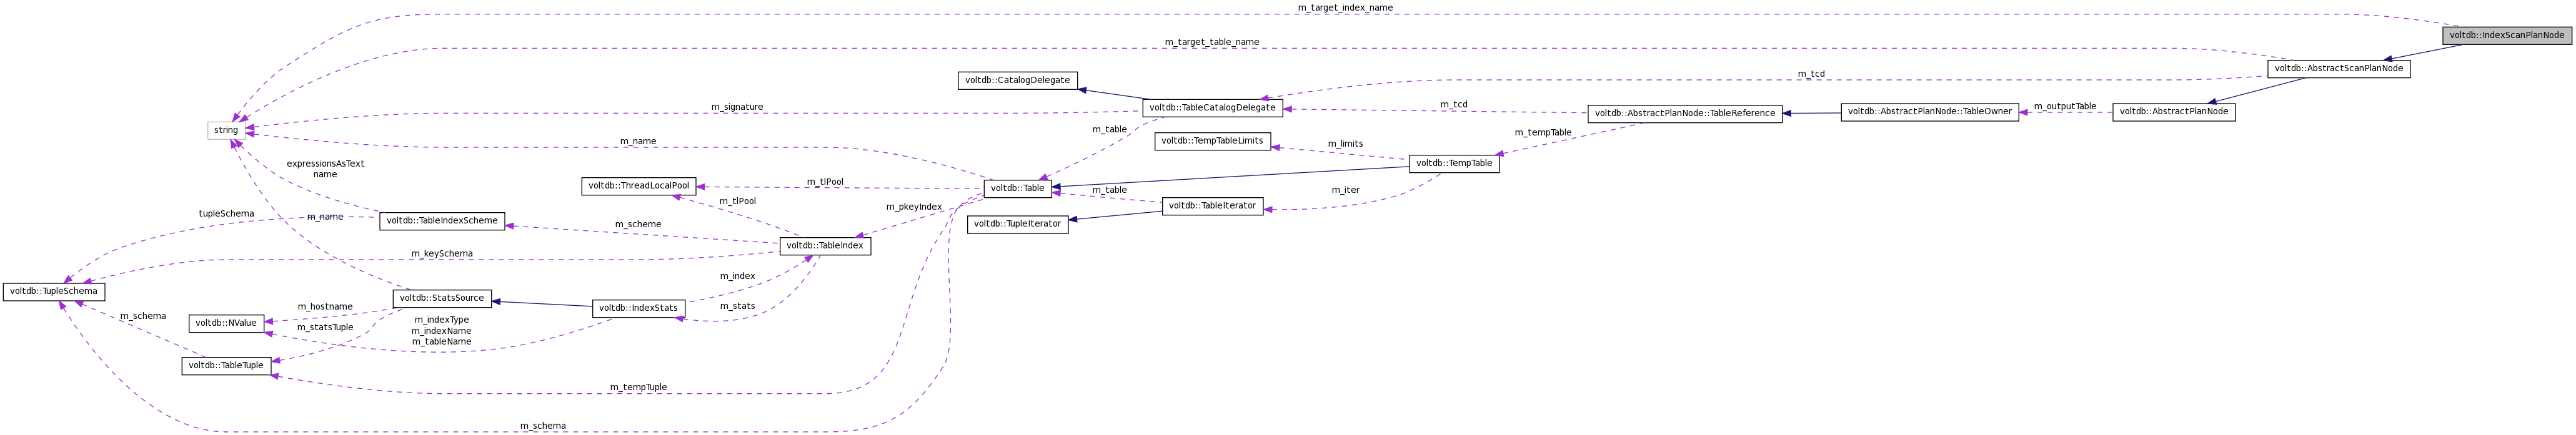 m_target_index_name
voltdb::IndexScanPlanNode
m_target_table_name
voltdb::AbstractScanPlanNode
m_tcd
voltdb::CatalogDelegate
m_signature
voltdb::TableCatalogDelegate
m_tcd
voltdb::AbstractPlanNode::TableReference
voltdb::AbstractPlanNode::TableOwner
m_outputTable
voltdb::AbstractPlanNode
string
m_table
m_tempTable
m_name
voltdb::TempTableLimits
m_limits
voltdb::TempTable
expressionsAsText
name
voltdb::ThreadLocalPool
m_tlPool
voltdb::Table
m_table
m_iter
m_tlPool
m_pkeyIndex
voltdb::TableIterator
tupleSchema
m_name
voltdb::TableIndexScheme
m_scheme
voltdb::TupleIterator
voltdb::TableIndex
m_keySchema
m_index
voltdb::TupleSchema
voltdb::StatsSource
m_hostname
voltdb::IndexStats
m_stats
m_schema
voltdb::NValue
m_statsTuple
m_indexType
m_indexName
m_tableName
voltdb::TableTuple
m_tempTuple
m_schema